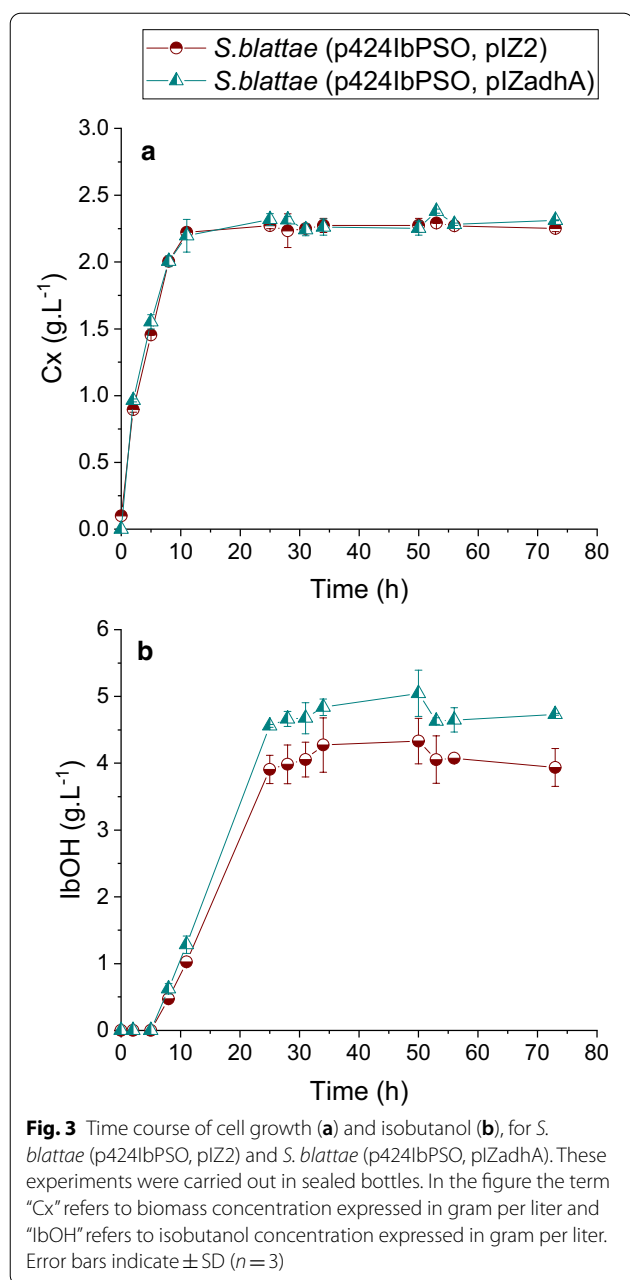 S.blattae (p424IbPSO, pIZ2)
S.blattae (p424IbPSO, pIZadhA)
a
3.0
2.5
2.0
1.5
1.0
0.5
0.0
Cx (g.L⁻¹)
0 10 20 30 40 50 60 70 80
Time (h)
b
6
5
4
3
2
1
0
IbOH (g.L⁻¹)
0 10 20 30 40 50 60 70 80
Time (h)
Fig. 3 Time course of cell growth (a) and isobutanol (b), for S.
blattae (p424IbPSO, pIZ2) and S. blattae (p424IbPSO, pIZadhA). These
experiments were carried out in sealed bottles. In the figure the term
“Cx” refers to biomass concentration expressed in gram per liter and
“IbOH” refers to isobutanol concentration expressed in gram per liter.
Error bars indicate ± SD (n = 3)